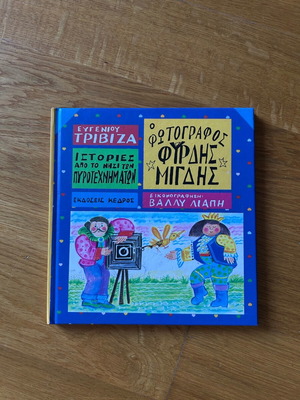 ΕΥΓΕΝΙΟΥ
ΤΡΙΒΙΖΑ
ΙΣΤΟΡΙΕΣ
ΑΠΟ ΤΟ ΝΗΣΙ ΤΩΝ
ΠΥΡΟΤΕΧΝΗΜΑΤΩΝ
ΕΚΔΟΣΕΙΣ ΚΕΔΡΟΣ
Ο
ΦΩΤΟΓΡΑΦΟΣ
ΦΥΡΔΗΣ
ΜΙΓΔΗΣ
ΕΙΚΟΝΟΓΡΑΦΗΣΗ:
ΒΑΛΛΥ ΛΙΑΠΗ